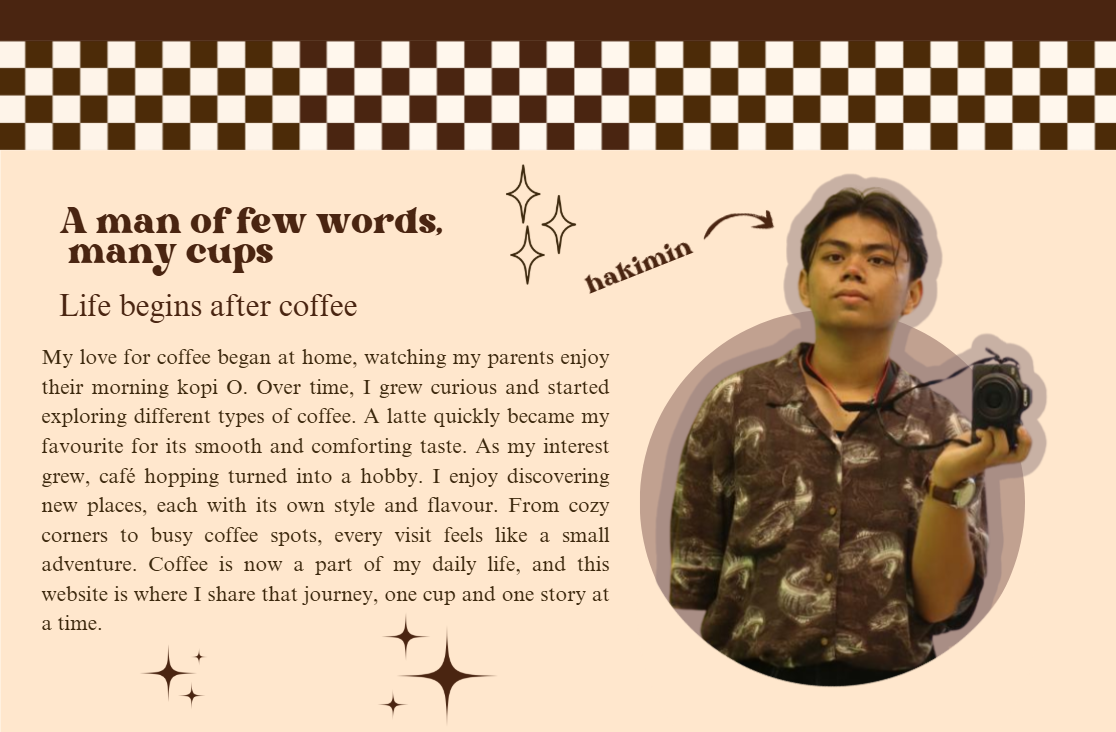 A man of few words,
many cups
hakimin
Life begins after coffee
My love for coffee began at home, watching my parents enjoy
their morning kopi O. Over time, I grew curious and started
exploring different types of coffee. A latte quickly became my
favourite for its smooth and comforting taste. As my interest
grew, café hopping turned into a hobby. I enjoy discovering
new places, each with its own style and flavour. From cozy
corners to busy coffee spots, every visit feels like a small
adventure. Coffee is now a part of my daily life, and this
website is where I share that journey, one cup and one story at
a time.